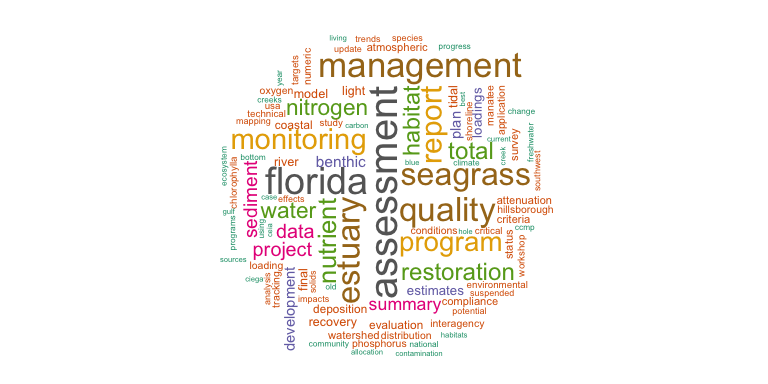 living trends species
update atmospheric progress
management
year targets numeric
oxygen model light
creeks nitrogen
usa
technical
mapping coastal study carbon
monitoring
assessment
habitat
report
tidal
plan
best
shoreline
loadings
manatee
application
change
total
current
creek
survey
freshwater
southwest
climate
blue
ecosystem
bottom river benthic
chlorophyll
florida
seagrass
sediment
case effects
water
quality
attenuation
hillsborough
criteria
gulf
programs
using
ceia
data
nutrient
estuary
conditions hole critical
ccmp
status
workshop
project
program
sources
loading
restoration
ciega
analysis
tracking
development
final
solids
old
impacts
estimates
environmental
suspended
deposition
summary compliance
potential
recovery evaluation interagency
watershed distribution habitats
community phosphorus national
allocation contamination